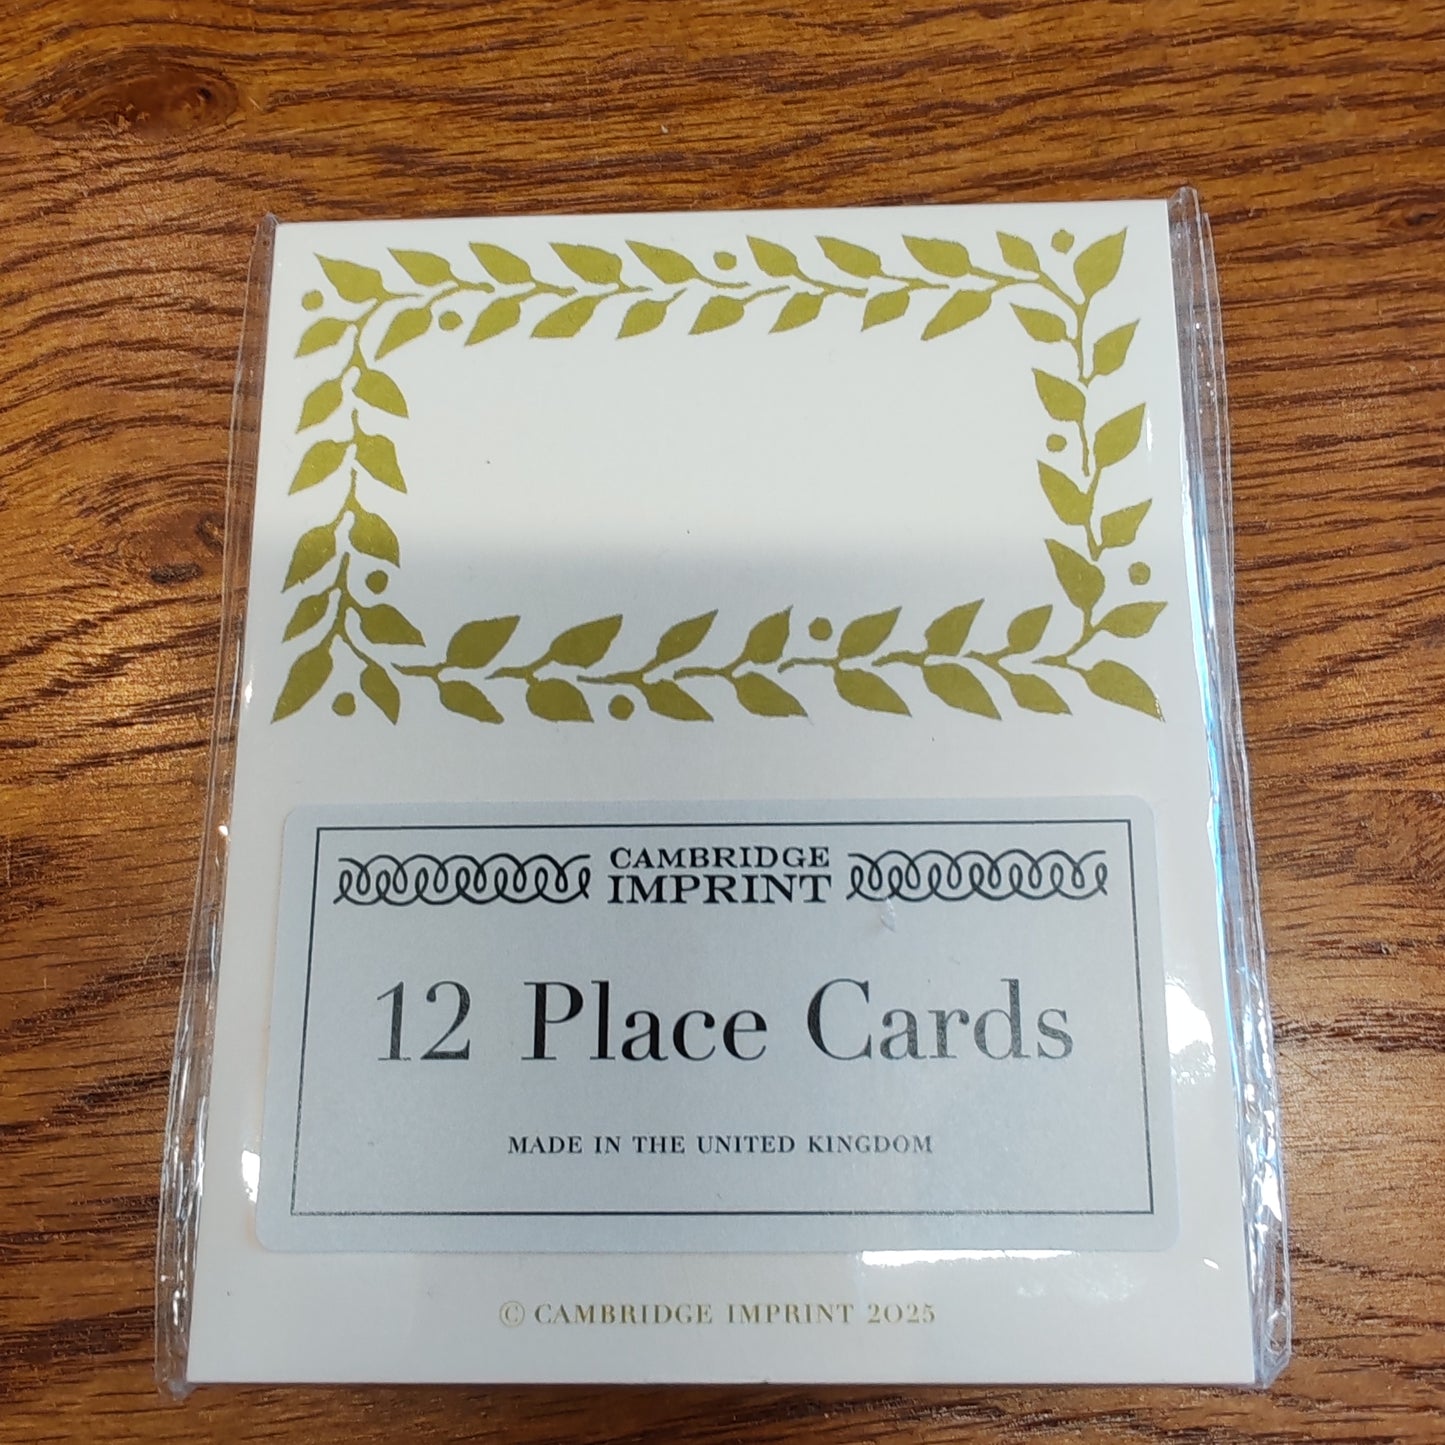 CAMBRIDGE
IMPRINT
12 Place Cards
MADE IN THE UNITED KINGDOM
© CAMBRIDGE IMPRINT 2025